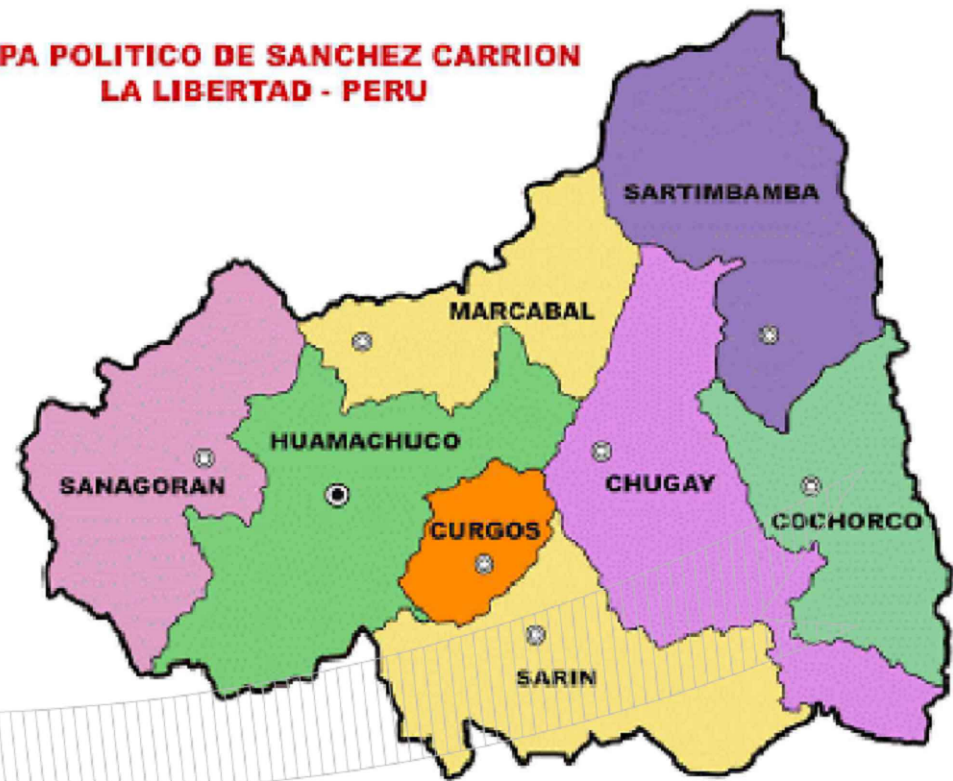 PA POLITICO DE SANCHEZ CARRION
LA LIBERTAD - PERU
SARTIMBAMBA
MARCABAL
HUAMACHUCO
SANAGORAN
CHUGAY
CURGOS
COCHORCO
SARIN